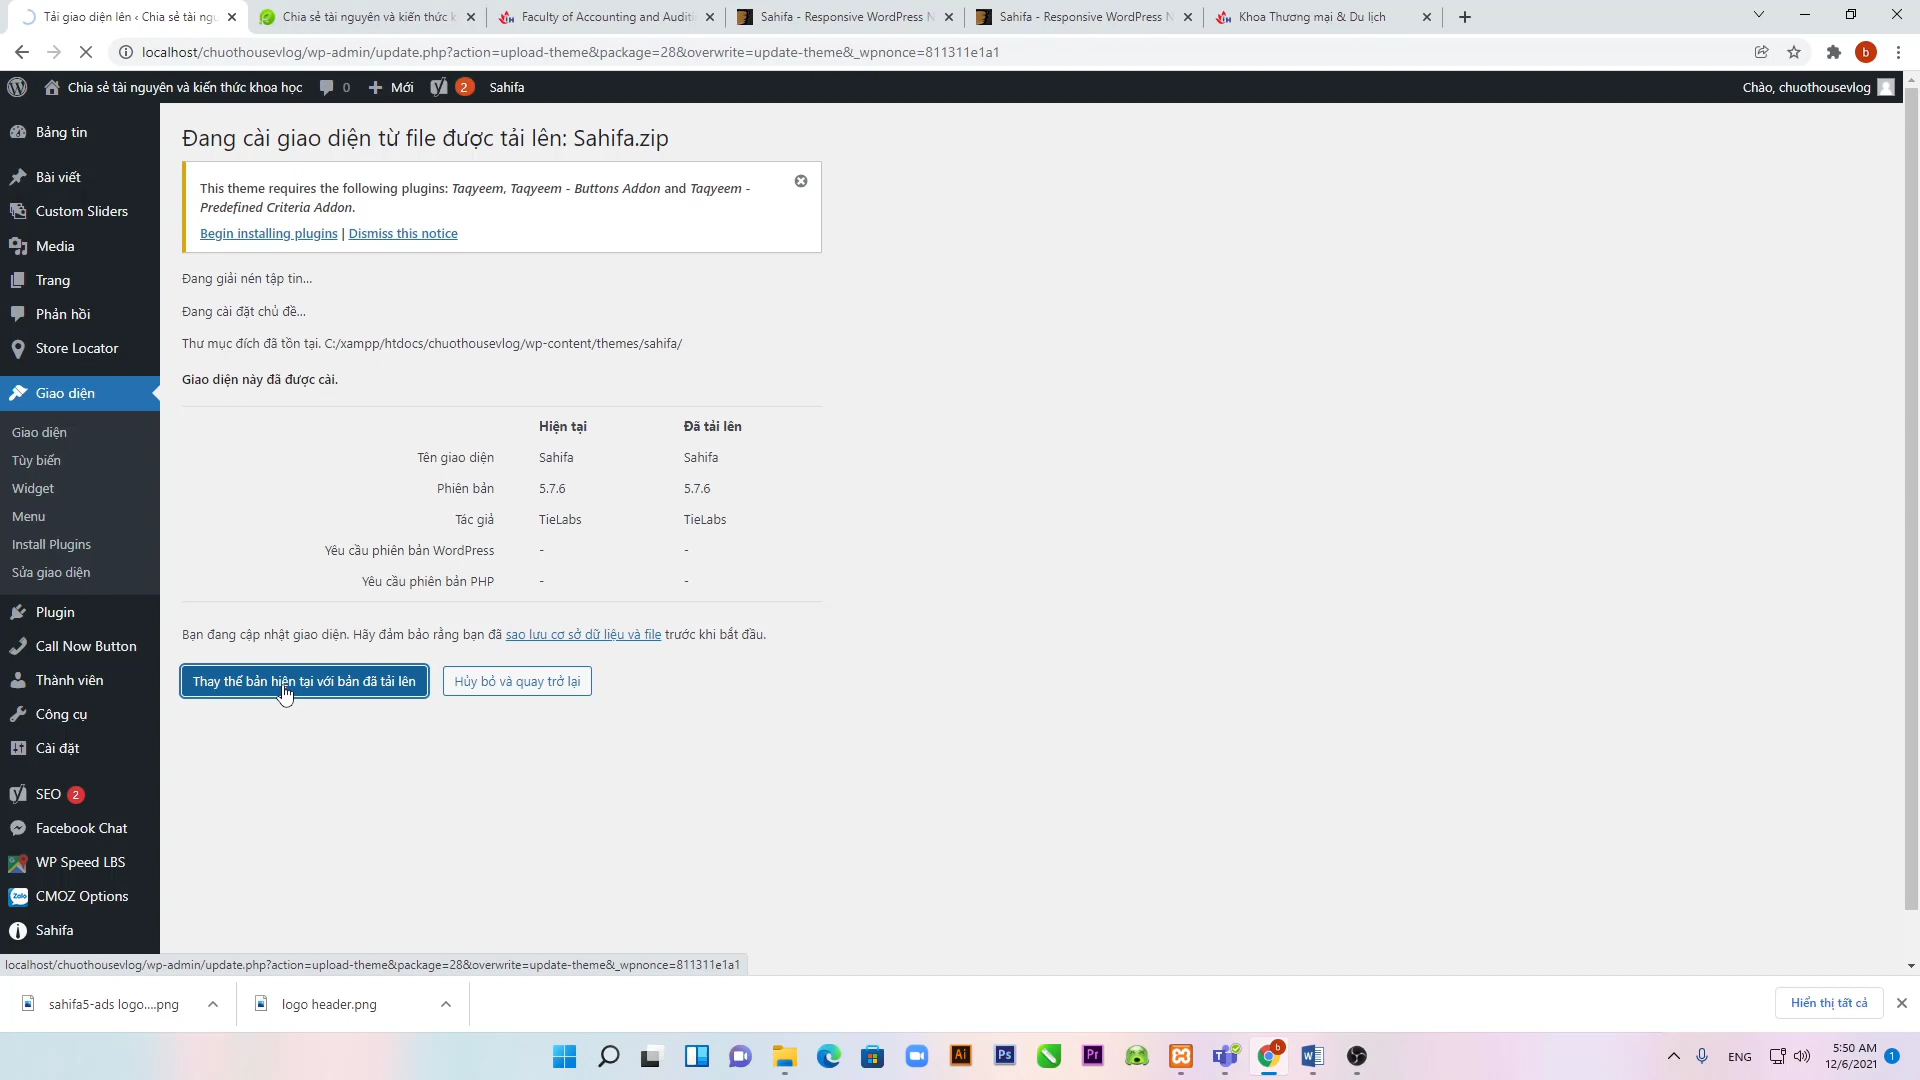 Tải giao diện lên ‹ Chia sẻ tài ngu
Chia sẻ tài nguyên và kiến thức k
Faculty of Accounting and Auditi
Sahifa - Responsive WordPress N
Sahifa - Responsive WordPress N
Khoa Thương mại & Du lịch
localhost/chuothousevlog/wp-admin/update.php?action=upload-theme&package=28&overwrite=update-theme&_wpnonce=811311e1a1
b
Chia sẻ tài nguyên và kiến thức khoa học
0
Mới
2
Sahifa
Chào, chuothousevlog
Bảng tin
Bài viết
Custom Sliders
Media
Trang
Phản hồi
Store Locator
Giao diện
Giao diện
Tùy biến
Widget
Menu
Install Plugins
Sửa giao diện
Plugin
Call Now Button
Thành viên
Công cụ
Cài đặt
SEO 2
Facebook Chat
WP Speed LBS
Zalo CMOZ Options
Sahifa
Đang cài giao diện từ file được tải lên: Sahifa.zip
This theme requires the following plugins: Taqyeem, Taqyeem - Buttons Addon and Taqyeem -
Predefined Criteria Addon.
Begin installing plugins | Dismiss this notice
Đang giải nén tập tin...
Đang cài đặt chủ đề...
Thư mục đích đã tồn tại. C:/xampp/htdocs/chuothousevlog/wp-content/themes/sahifa/
Giao diện này đã được cài.
Hiện tại Đã tải lên
Tên giao diện Sahifa Sahifa
Phiên bản 5.7.6 5.7.6
Tác giả TieLabs TieLabs
Yêu cầu phiên bản WordPress - -
Yêu cầu phiên bản PHP - -
Bạn đang cập nhật giao diện. Hãy đảm bảo rằng bạn đã sao lưu cơ sở dữ liệu và file trước khi bắt đầu.
Thay thế bản hiện tại với bản đã tải lên
Hủy bỏ và quay trở lại
localhost/chuothousevlog/wp-admin/update.php?action=upload-theme&package=28&overwrite=update-theme&_wpnonce=811311e1a1
sahifa5-ads logo....png
logo header.png
Hiển thị tất cả
Ai
Ps
Pr
b
ENG
5:50 AM
12/6/2021
1